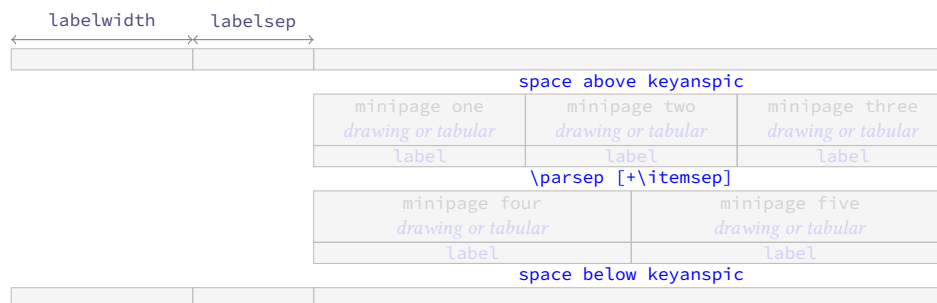 labelwidth labelsep
space above keyanspic
minipage one minipage two minipage three
drawing or tabular drawing or tabular drawing or tabular
label label label
\parsep [+\itemsep]
minipage four minipage five
drawing or tabular drawing or tabular
label label
space below keyanspic